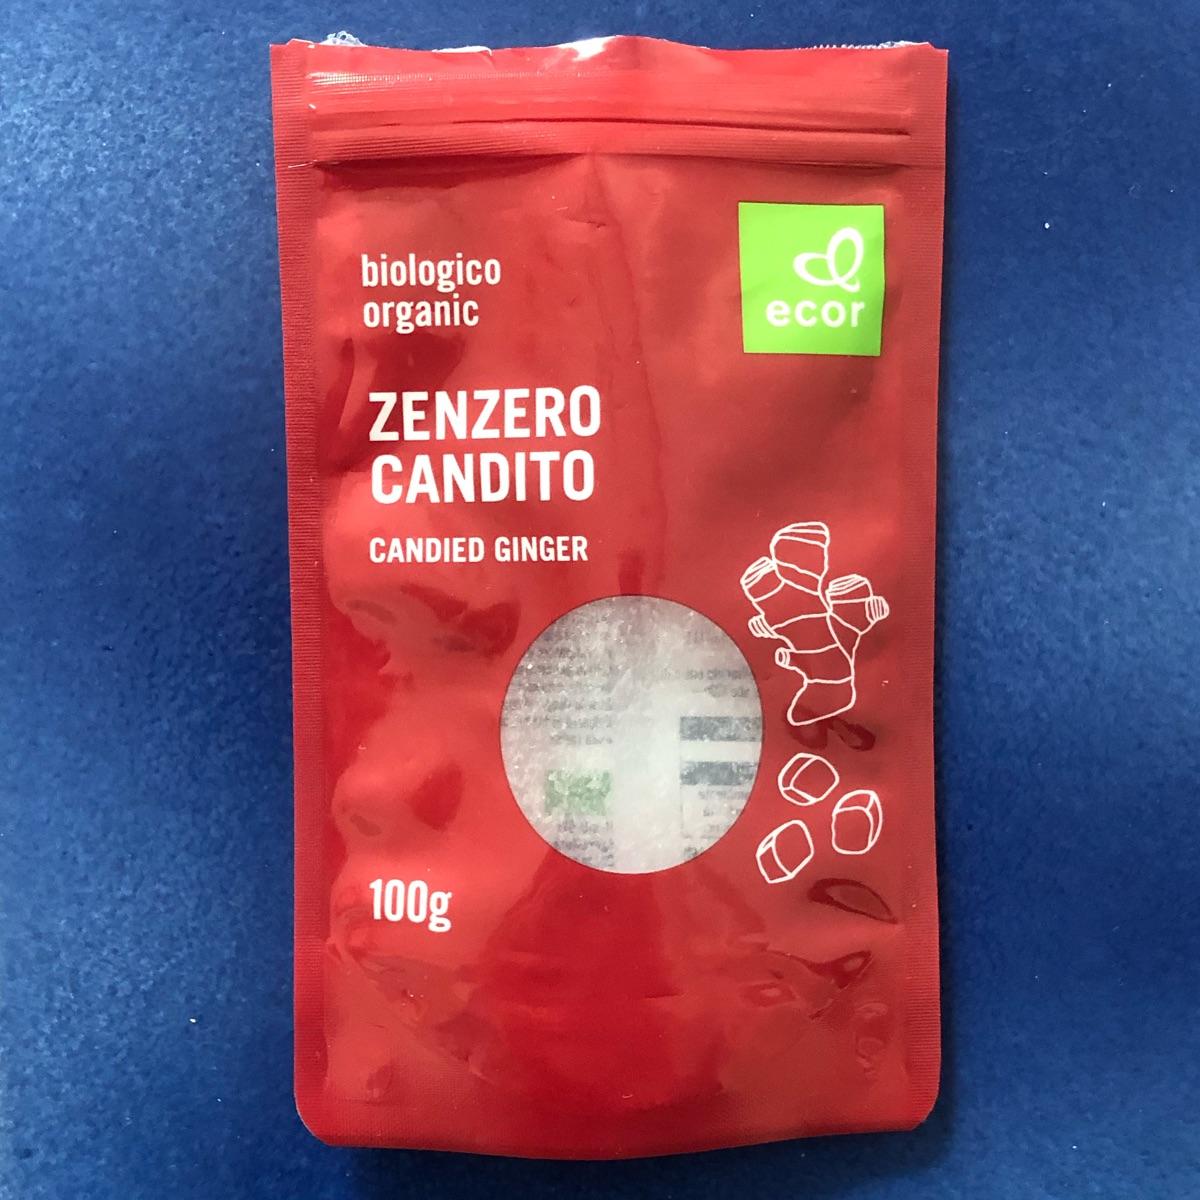 biologico
organic
ecor
ZENZERO
CANDITO
CANDIED GINGER
100g